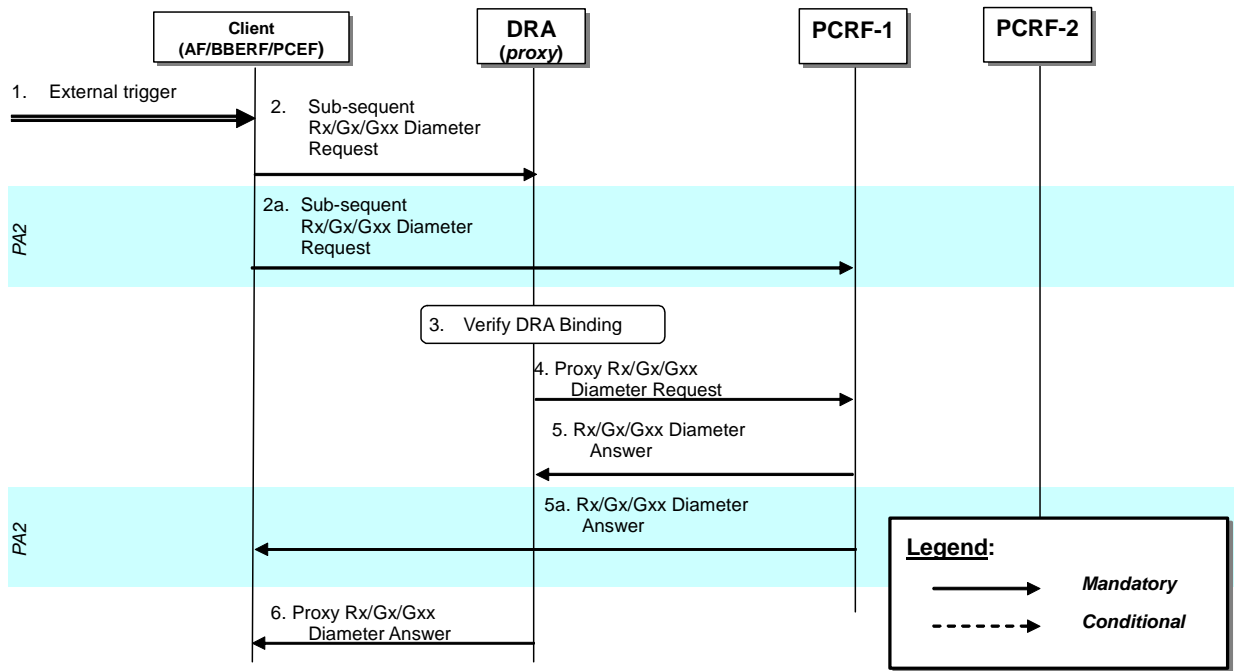 Client
(AF/BBERF/PCEF)
DRA
(proxy)
PCRF-1
PCRF-2
1. External trigger
2. Sub-sequent
Rx/Gx/Gxx Diameter
Request
PA2
2a. Sub-sequent
Rx/Gx/Gxx Diameter
Request
3. Verify DRA Binding
4. Proxy Rx/Gx/Gxx
Diameter Request
5. Rx/Gx/Gxx Diameter
Answer
PA2
5a. Rx/Gx/Gxx Diameter
Answer
6. Proxy Rx/Gx/Gxx
Diameter Answer
Legend:
Mandatory
Conditional